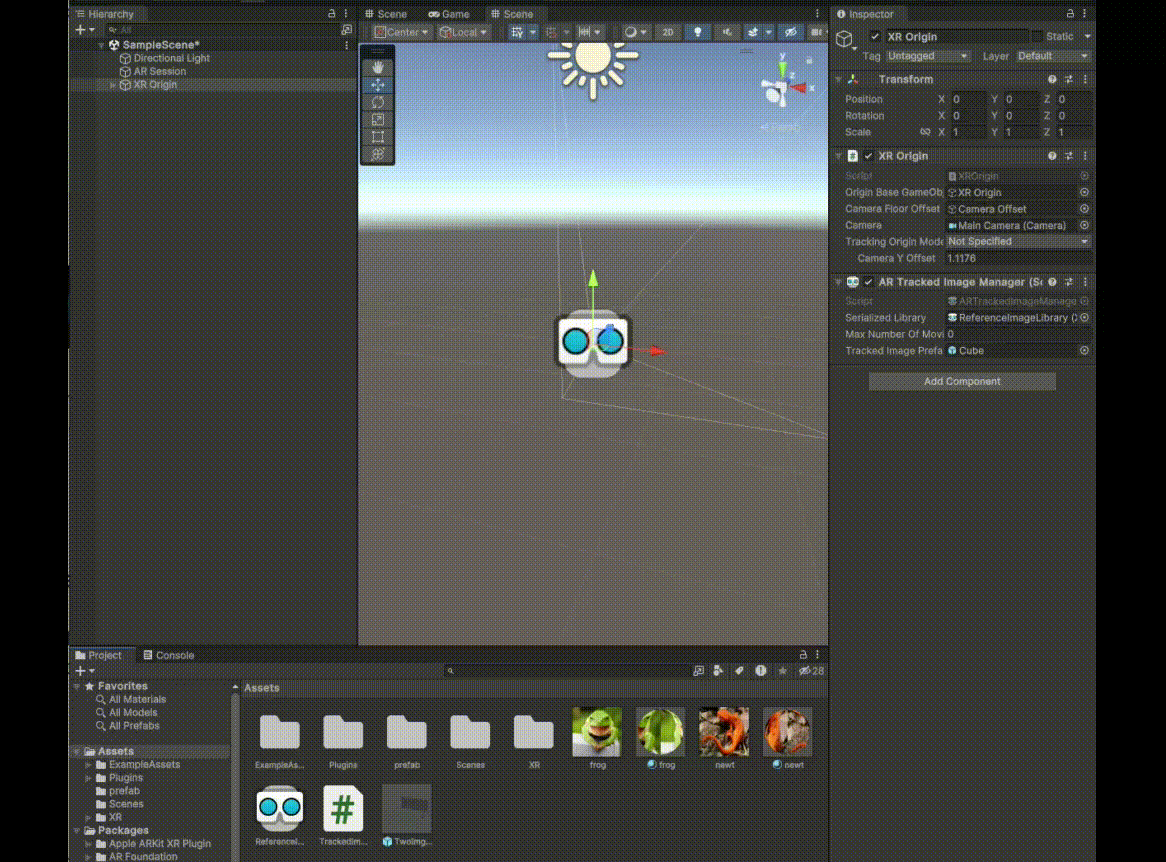 Hierarchy
All
SampleScene*
Directional Light
AR Session
XR Origin
Scene
Game
Scene
Center
Local
2D
Inspector
XR Origin
Static
Tag Untagged Layer Default
Transform
Position X 0 Y 0 Z 0
Rotation X 0 Y 0 Z 0
Scale X 1 Y 1 Z 1
XR Origin
Script XROrigin
Origin Base GameOb XR Origin
Camera Floor Offset Camera Offset
Camera Main Camera (Camera)
Tracking Origin Mode Not Specified
Camera Y Offset 1.1176
AR Tracked Image Manager (Sc
Script ARTrackedImageManage
Serialized Library ReferenceImageLibrary (
Max Number Of Movi 0
Tracked Image Prefa Cube
Add Component
y
z
x
Project
Console
28
Favorites
All Materials
All Models
All Prefabs
Assets
ExampleAssets
Plugins
prefab
Scenes
XR
Packages
Apple ARKit XR Plugin
AR Foundation
Assets
ExampleAs...
Plugins
prefab
Scenes
XR
frog
frog
newt
newt
#
ReferenceI...
TrackedIm...
TwoImg...